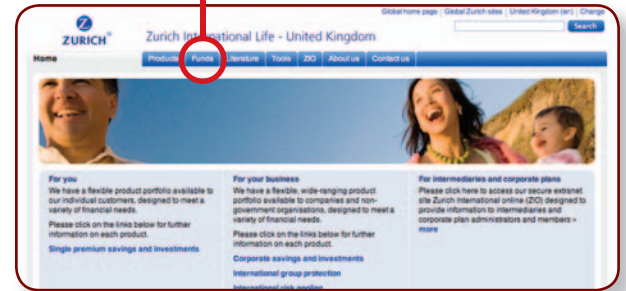 Global home page | Global Zurich sites | United Kingdom (en) | Change
Search
ZURICH®
Zurich International Life - United Kingdom
Home
Products Funds Literature Tools ZIO About us Contact us
For you
We have a flexible product portfolio available to
our individual customers, designed to meet a
variety of financial needs.
Please click on the links below for further
information on each product.
Single premium savings and investments
For your business
We have a flexible, wide-ranging product
portfolio available to companies and non-
government organisations, designed to meet a
variety of financial needs.
Please click on the links below for further
information on each product.
Corporate savings and investments
International group protection
International risk pooling
For intermediaries and corporate plans
Please click here to access our secure extranet
site Zurich International online (ZIO) designed to
provide information to intermediaries and
corporate plan administrators and members »
more